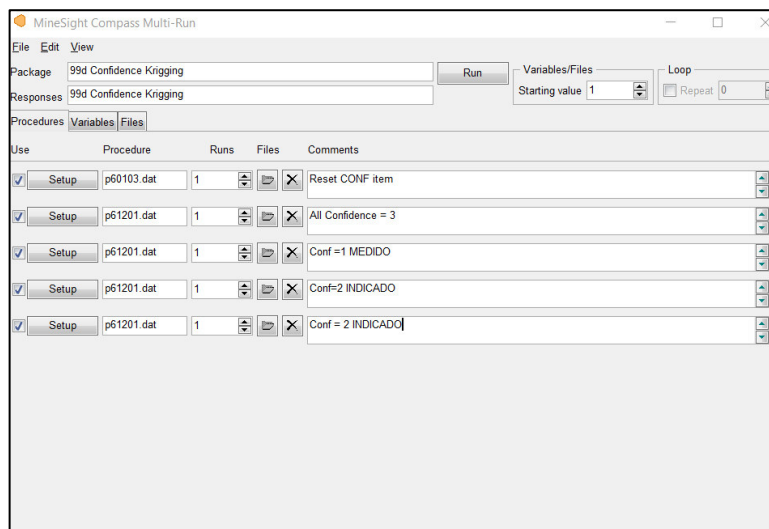 MineSight Compass Multi-Run
File Edit View
Package 99d Confidence Krigging Run Variables/Files Loop
Starting value 1 Repeat 0
Responses 99d Confidence Krigging
Procedures Variables Files
Use Procedure Runs Files Comments
Setup p60103.dat 1 Reset CONF item
Setup p61201.dat 1 All Confidence = 3
Setup p61201.dat 1 Conf =1 MEDIDO
Setup p61201.dat 1 Conf=2 INDICADO
Setup p61201.dat 1 Conf = 2 INDICADO